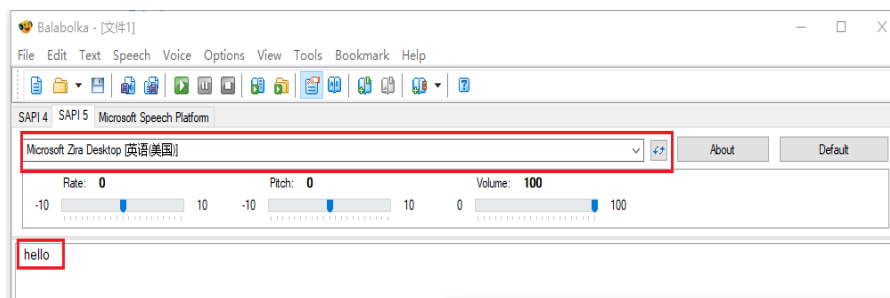 Balabolka - [文件1]
File Edit Text Speech Voice Options View Tools Bookmark Help
SAPI 4 SAPI 5 Microsoft Speech Platform
Microsoft Zira Desktop [英语(美国)] About Default
Rate: 0 Pitch: 0 Volume: 100
-10 10 -10 10 0 100
hello